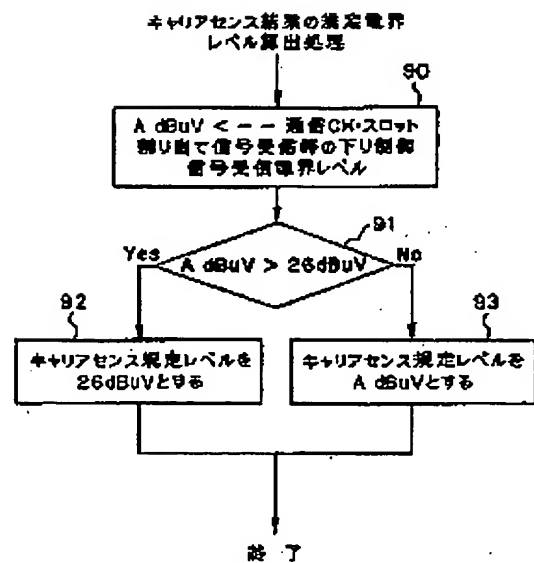 キャリアセンス結果の規定電界
レベル算出処理
90
A dBuV <-- 通信CH・スロット
割り当て信号受信時の下り制御
信号受信電界レベル
91
Yes
A dBuV > 26dBuV
No
92
93
キャリアセンス規定レベルを
26dBuVとする
キャリアセンス規定レベルを
A dBuVとする
終了